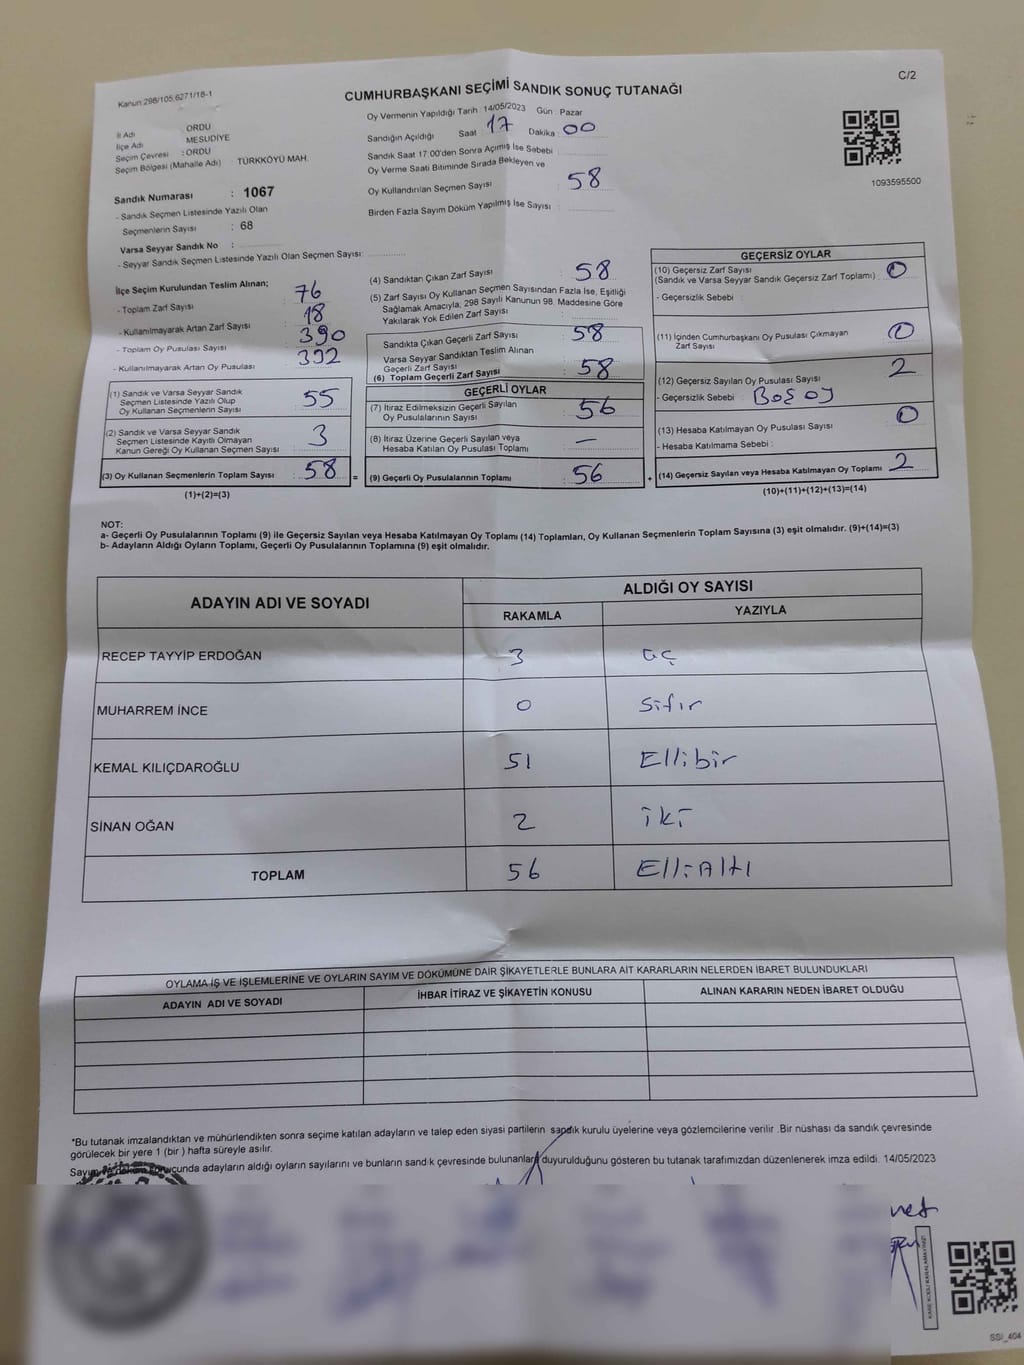 C/2
Kanun 298/105.6271/18-1
CUMHURBAŞKANI SEÇİMİ SANDIK SONUÇ TUTANAĞI
İl Adı : ORDU
İlçe Adı : MESUDİYE
Seçim Çevresi : ORDU
Seçim Bölgesi (Mahalle Adı) : TÜRKKÖYÜ MAH.
Oy Vermenin Yapıldığı Tarih : 14/05/2023 Gün : Pazar
Sandığın Açıldığı Saat : 17 Dakika : 00
Sandık Saat 17:00'den Sonra Açılmış İse Sebebi :
Oy Verme Saati Bitiminde Sırada Bekleyen ve
Oy Kullandırılan Seçmen Sayısı : 58
Birden Fazla Sayım Döküm Yapılmış İse Sayısı :
1093595500
Sandık Numarası : 1067
- Sandık Seçmen Listesinde Yazılı Olan
Seçmenlerin Sayısı : 68
Varsa Seyyar Sandık No :
- Seyyar Sandık Seçmen Listesinde Yazılı Olan Seçmen Sayısı:
İlçe Seçim Kurulundan Teslim Alınan;
- Toplam Zarf Sayısı : 76
- Kullanılmayarak Artan Zarf Sayısı : 18
- Toplam Oy Pusulası Sayısı : 390
- Kullanılmayarak Artan Oy Pusulası : 332
(1) Sandık ve Varsa Seyyar Sandık
Seçmen Listesinde Yazılı Olup
Oy Kullanan Seçmenlerin Sayısı : 55
(2) Sandık ve Varsa Seyyar Sandık
Seçmen Listesinde Kayıtlı Olmayan
Kanun Gereği Oy Kullanan Seçmen Sayısı : 3
(3) Oy Kullanan Seçmenlerin Toplam Sayısı : 58
(1)+(2)=(3)
(4) Sandıktan Çıkan Zarf Sayısı : 58
(5) Zarf Sayısı Oy Kullanan Seçmen Sayısından Fazla İse, Eşitliği
Sağlamak Amacıyla, 298 Sayılı Kanunun 98. Maddesine Göre
Yakılarak Yok Edilen Zarf Sayısı :
Sandıkta Çıkan Geçerli Zarf Sayısı : 58
Varsa Seyyar Sandıktan Teslim Alınan
Geçerli Zarf Sayısı :
(6) Toplam Geçerli Zarf Sayısı : 58
GEÇERLİ OYLAR
(7) İtiraz Edilmeksizin Geçerli Sayılan
Oy Pusulalarının Sayısı : 56
(8) İtiraz Üzerine Geçerli Sayılan veya
Hesaba Katılan Oy Pusulası Toplamı : —
= (9) Geçerli Oy Pusulalarının Toplamı : 56
GEÇERSİZ OYLAR
(10) Geçersiz Zarf Sayısı
(Sandık ve Varsa Seyyar Sandık Geçersiz Zarf Toplamı) : 0
- Geçersizlik Sebebi :
(11) İçinden Cumhurbaşkanı Oy Pusulası Çıkmayan
Zarf Sayısı : 0
(12) Geçersiz Sayılan Oy Pusulası Sayısı : 2
- Geçersizlik Sebebi : Boş oy
(13) Hesaba Katılmayan Oy Pusulası Sayısı : 0
- Hesaba Katılmama Sebebi :
+ (14) Geçersiz Sayılan veya Hesaba Katılmayan Oy Toplamı : 2
(10)+(11)+(12)+(13)=(14)
NOT:
a- Geçerli Oy Pusulalarının Toplamı (9) ile Geçersiz Sayılan veya Hesaba Katılmayan Oy Toplamı (14) Toplamları, Oy Kullanan Seçmenlerin Toplam Sayısına (3) eşit olmalıdır. (9)+(14)=(3)
b- Adayların Aldığı Oyların Toplamı, Geçerli Oy Pusulalarının Toplamına (9) eşit olmalıdır.
ADAYIN ADI VE SOYADI
ALDIĞI OY SAYISI
RAKAMLA YAZIYLA
RECEP TAYYİP ERDOĞAN 3 üç
MUHARREM İNCE 0 Sıfır
KEMAL KILIÇDAROĞLU 51 Ellibir
SİNAN OĞAN 2 iki
TOPLAM 56 ElliAltı
OYLAMA İŞ VE İŞLEMLERİNE VE OYLARIN SAYIM VE DÖKÜMÜNE DAİR ŞİKAYETLERLE BUNLARA AİT KARARLARIN NELERDEN İBARET BULUNDUKLARI
ADAYIN ADI VE SOYADI İHBAR İTİRAZ VE ŞİKAYETİN KONUSU ALINAN KARARIN NEDEN İBARET OLDUĞU
*Bu tutanak imzalandıktan ve mühürlendikten sonra seçime katılan adayların ve talep eden siyasi partilerin sandık kurulu üyelerine veya gözlemcilerine verilir .Bir nüshası da sandık çevresinde
görülecek bir yere 1 (bir ) hafta süreyle asılır.
Sayım ve döküm sonucunda adayların aldığı oyların sayılarını ve bunların sandık çevresinde bulunanlara duyurulduğunu gösteren bu tutanak tarafımızdan düzenlenerek imza edildi. 14/05/2023
SSİ_404